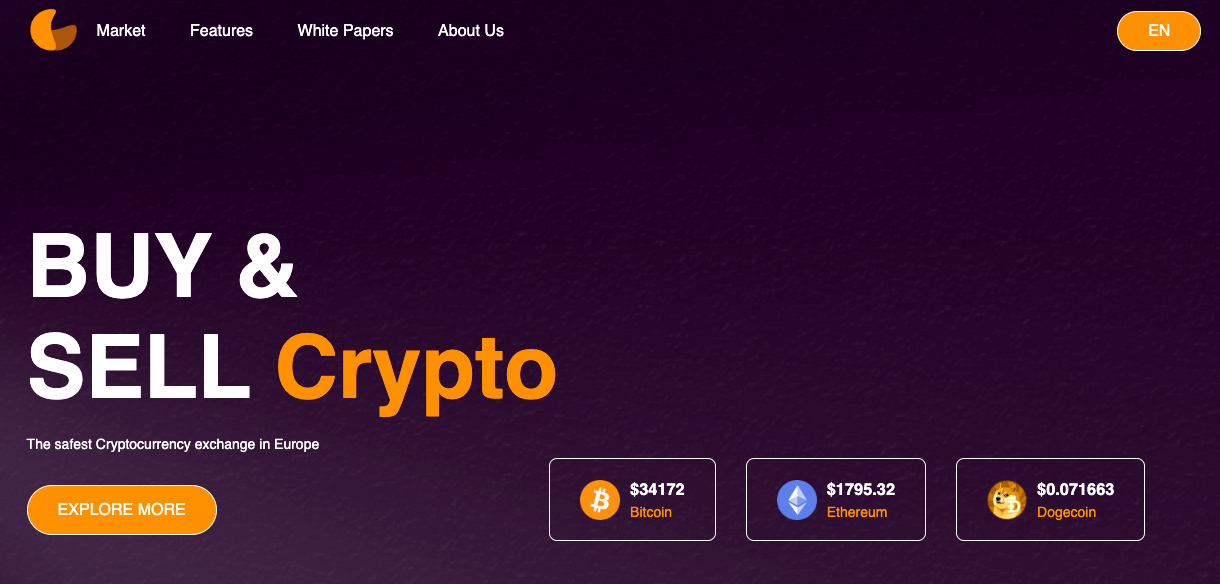 Market
Features
White Papers
About Us
EN
BUY &
SELL Crypto
The safest Cryptocurrency exchange in Europe
EXPLORE MORE
$34172
Bitcoin
$1795.32
Ethereum
$0.071663
Dogecoin